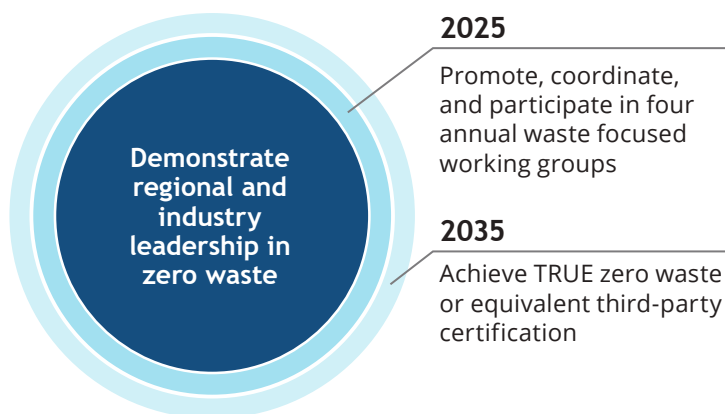 Demonstrate
regional and
industry
leadership in
zero waste
2025
Promote, coordinate,
and participate in four
annual waste focused
working groups
2035
Achieve TRUE zero waste
or equivalent third-party
certification